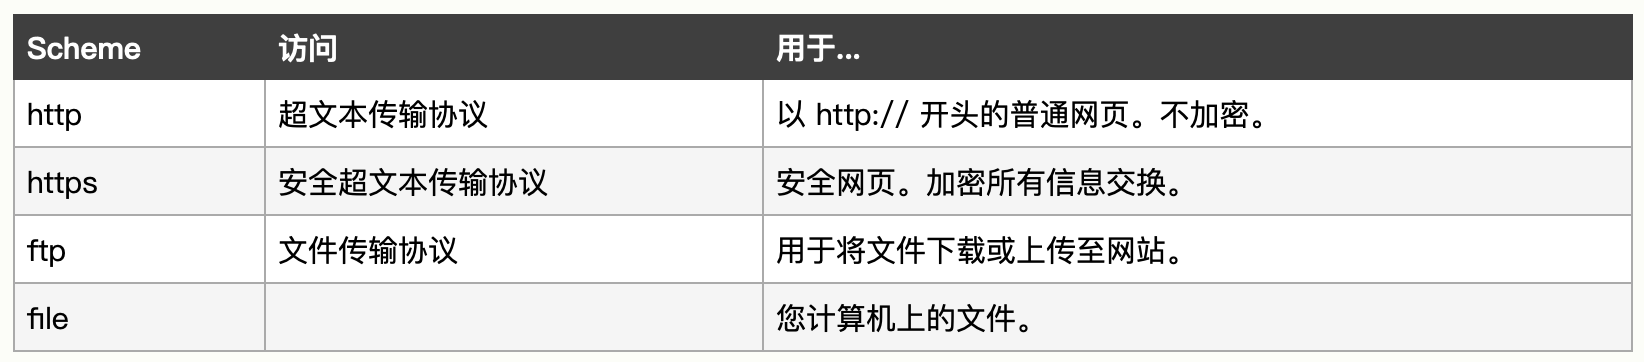 Scheme 访问 用于...
http 超文本传输协议 以 http:// 开头的普通网页。不加密。
https 安全超文本传输协议 安全网页。加密所有信息交换。
ftp 文件传输协议 用于将文件下载或上传至网站。
file 您计算机上的文件。